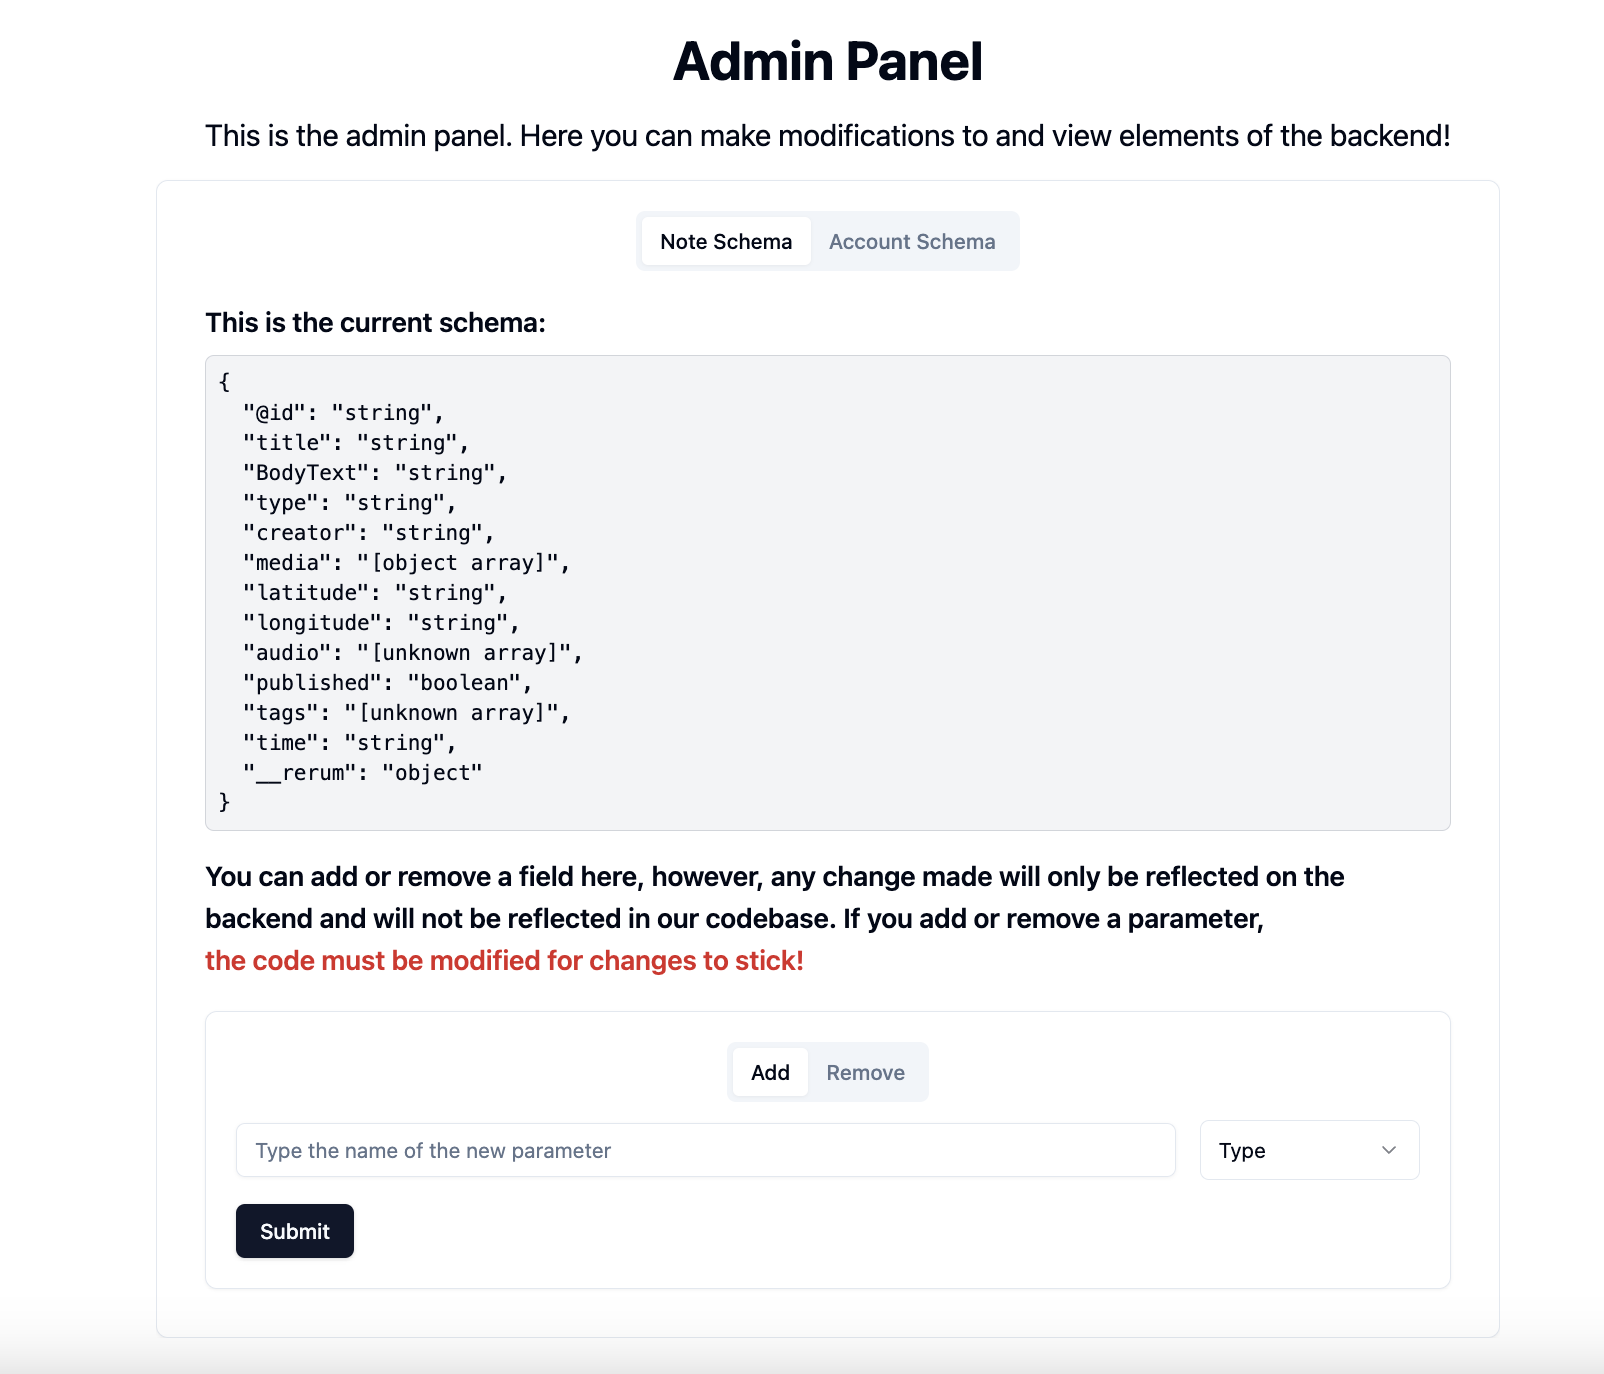 Admin Panel
This is the admin panel. Here you can make modifications to and view elements of the backend!
Note Schema
Account Schema
This is the current schema:
{
  "@id": "string",
  "title": "string",
  "BodyText": "string",
  "type": "string",
  "creator": "string",
  "media": "[object array]",
  "latitude": "string",
  "longitude": "string",
  "audio": "[unknown array]",
  "published": "boolean",
  "tags": "[unknown array]",
  "time": "string",
  "__rerum": "object"
}
You can add or remove a field here, however, any change made will only be reflected on the
backend and will not be reflected in our codebase. If you add or remove a parameter,
the code must be modified for changes to stick!
Add
Remove
Type the name of the new parameter
Type
Submit